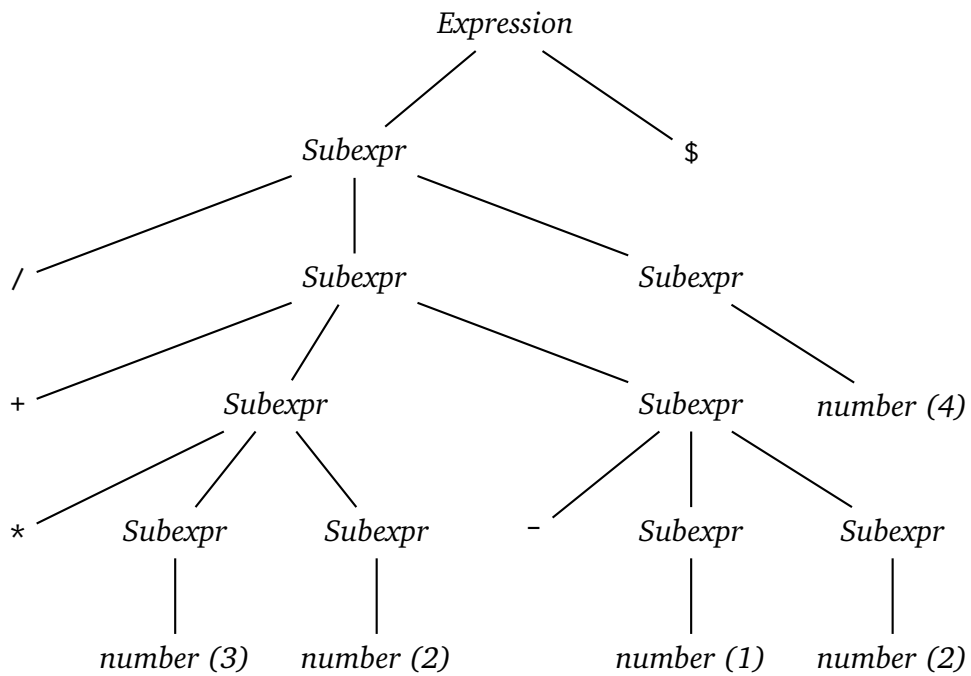 Expression
Subexpr $
/ Subexpr Subexpr
+ Subexpr Subexpr number (4)
* Subexpr Subexpr - Subexpr Subexpr
number (3) number (2) number (1) number (2)